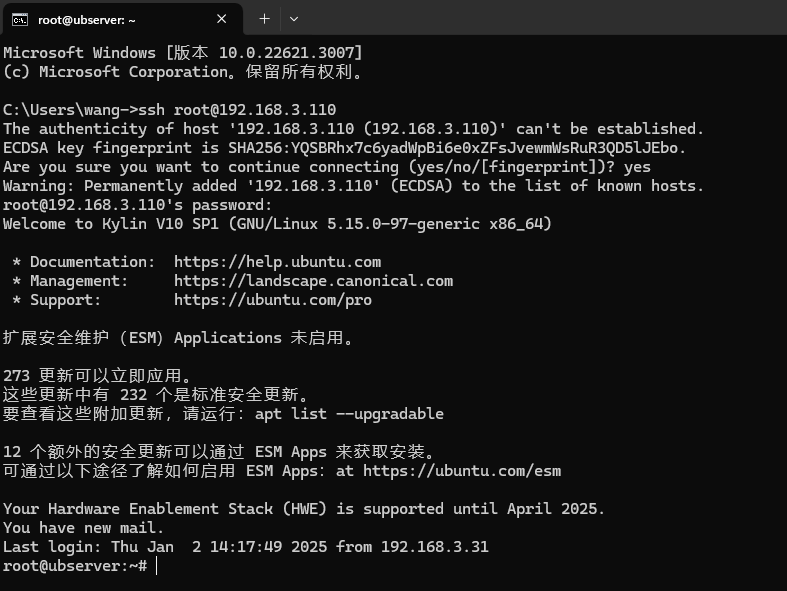 root@ubserver: ~
Microsoft Windows [版本 10.0.22621.3007]
(c) Microsoft Corporation。保留所有权利。
C:\Users\wang->ssh root@192.168.3.110
The authenticity of host '192.168.3.110 (192.168.3.110)' can't be established.
ECDSA key fingerprint is SHA256:YQSBRhx7c6yadWpBi6e0xZFsJvewmWsRuR3QD5lJEbo.
Are you sure you want to continue connecting (yes/no/[fingerprint])? yes
Warning: Permanently added '192.168.3.110' (ECDSA) to the list of known hosts.
root@192.168.3.110's password:
Welcome to Kylin V10 SP1 (GNU/Linux 5.15.0-97-generic x86_64)
* Documentation:  https://help.ubuntu.com
* Management:     https://landscape.canonical.com
* Support:        https://ubuntu.com/pro
扩展安全维护（ESM）Applications 未启用。
273 更新可以立即应用。
这些更新中有 232 个是标准安全更新。
要查看这些附加更新，请运行：apt list --upgradable
12 个额外的安全更新可以通过 ESM Apps 来获取安装。
可通过以下途径了解如何启用 ESM Apps：at https://ubuntu.com/esm
Your Hardware Enablement Stack (HWE) is supported until April 2025.
You have new mail.
Last login: Thu Jan  2 14:17:49 2025 from 192.168.3.31
root@ubserver:~#